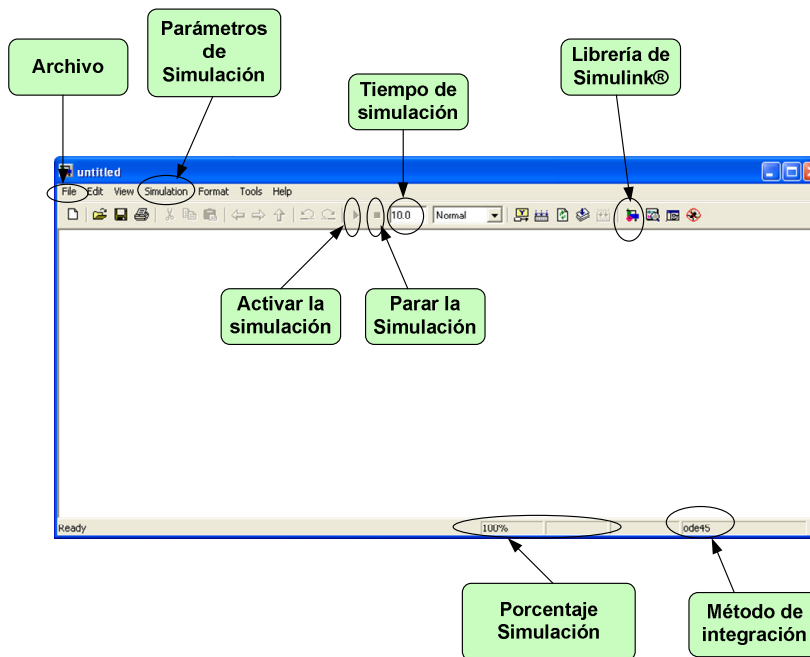 Parámetros
de
Simulación
Archivo
Librería de
Simulink®
Tiempo de
simulación
untitled
File Edit View Simulation Format Tools Help
10.0 Normal
Activar la
simulación
Parar la
Simulación
Ready 100% ode45
Porcentaje
Simulación
Método de
integración